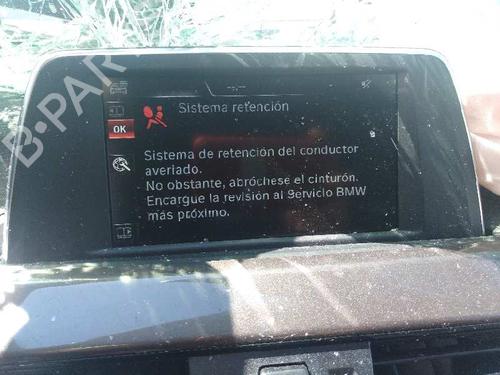 B-PARTS
Sistema retención
OK
Sistema de retención del conductor
averiado.
No obstante, abróchese el cinturón.
Encargue la revisión al Servicio BMW
más próximo.